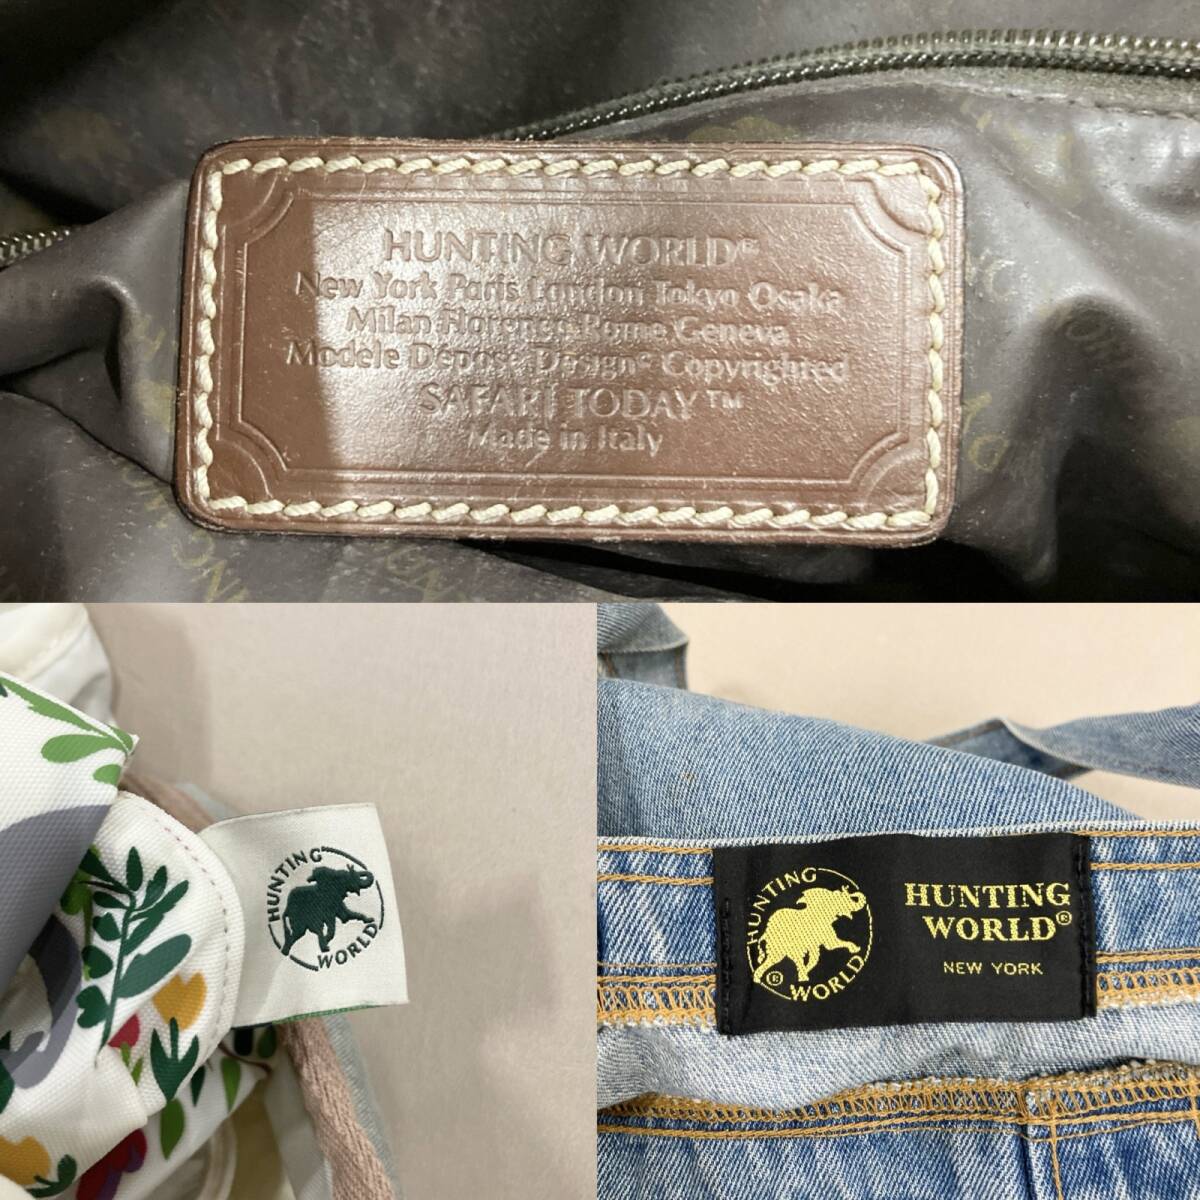 HUNTING WORLD®
New York Paris London Tokyo Osaka
Milan Florence Rome Geneva
Modele Dépose Design© Copyrighted
SAFARI TODAY™
Made in Italy
HUNTING
WORLD
HUNTING
® WORLD
HUNTING
WORLD®
NEW YORK